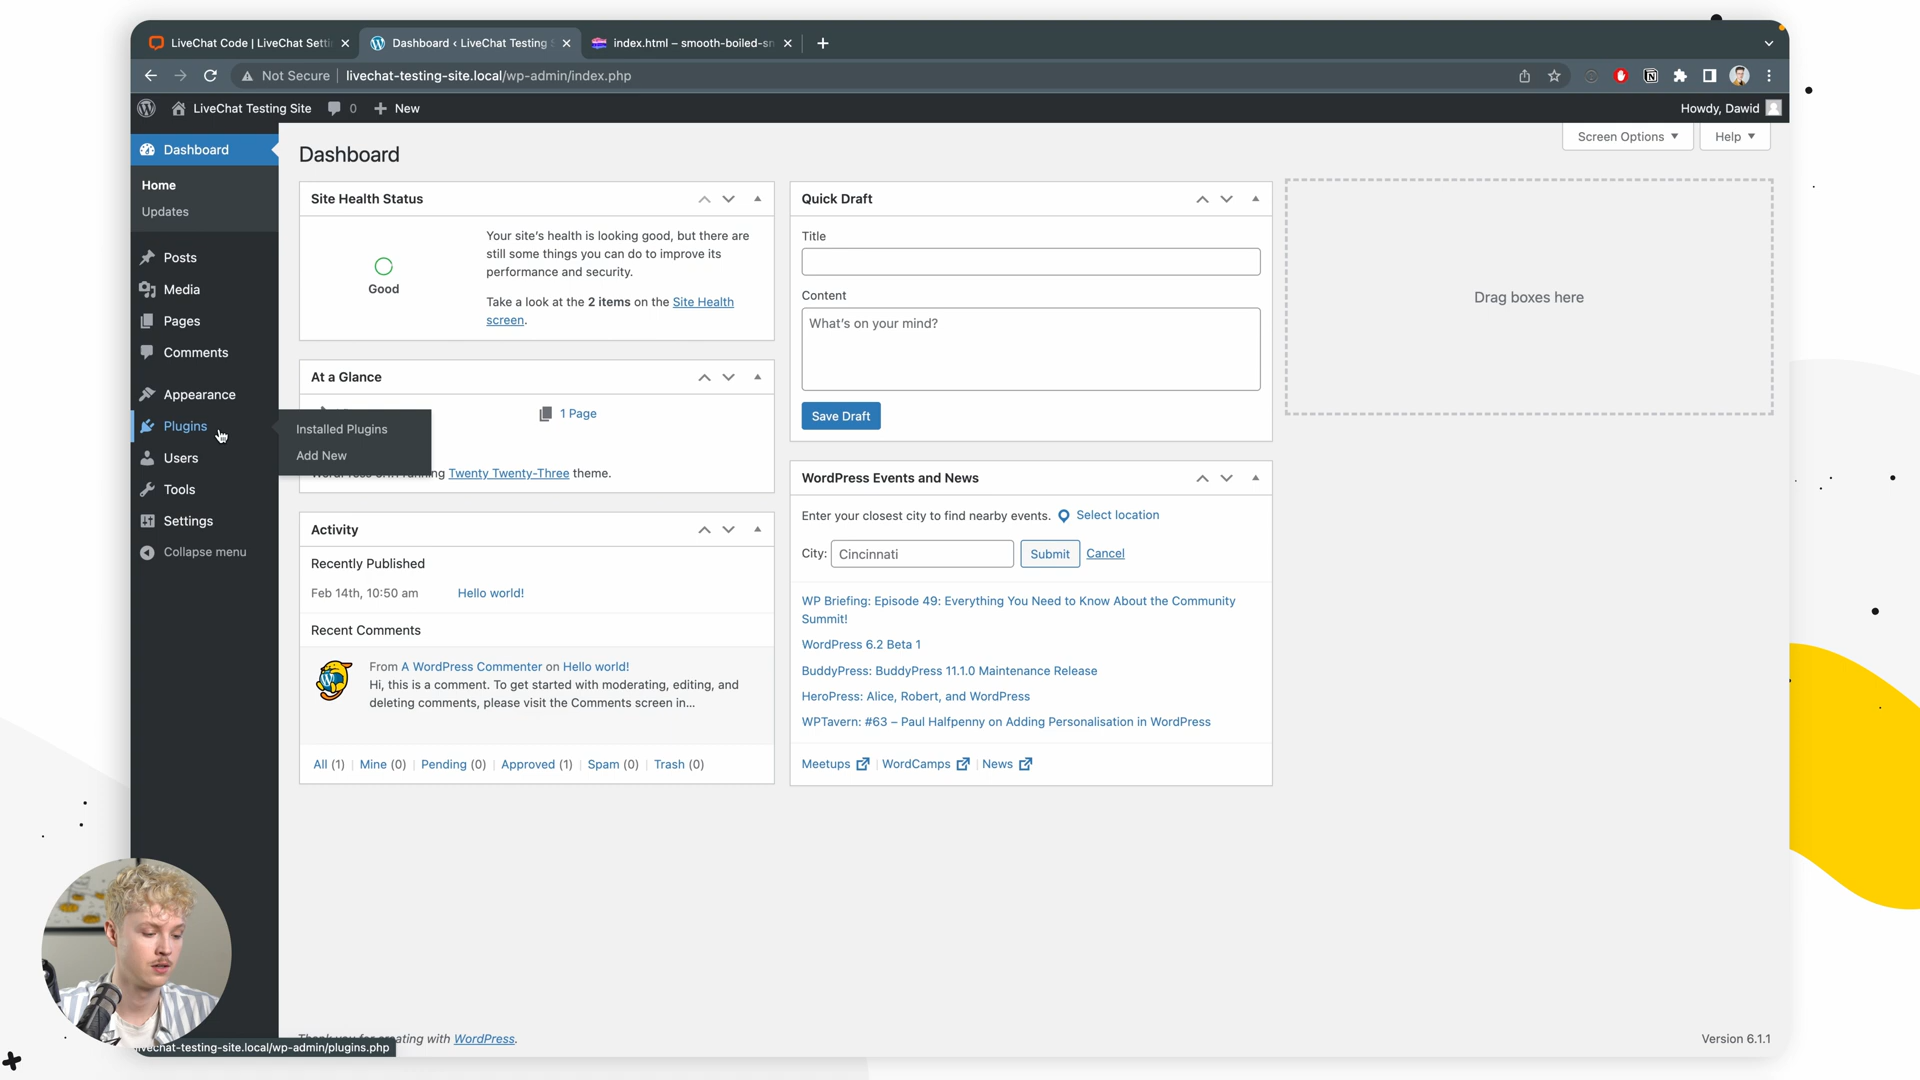 LiveChat Code | LiveChat Setti
Dashboard ‹ LiveChat Testing S
index.html – smooth-boiled-sn
Not Secure
livechat-testing-site.local/wp-admin/index.php
LiveChat Testing Site
0
New
Howdy, Dawid
Dashboard
Home
Updates
Posts
Media
Pages
Comments
Appearance
Plugins
Installed Plugins
Add New
Users
Tools
Settings
Collapse menu
Screen Options
Help
Dashboard
Site Health Status
Good
Your site's health is looking good, but there are
still some things you can do to improve its
performance and security.
Take a look at the 2 items on the Site Health
screen.
At a Glance
1 Page
running Twenty Twenty-Three theme.
Activity
Recently Published
Feb 14th, 10:50 am
Hello world!
Recent Comments
From A WordPress Commenter on Hello world!
Hi, this is a comment. To get started with moderating, editing, and
deleting comments, please visit the Comments screen in…
All (1) | Mine (0) | Pending (0) | Approved (1) | Spam (0) | Trash (0)
Quick Draft
Title
Content
What's on your mind?
Save Draft
WordPress Events and News
Enter your closest city to find nearby events.
Select location
City:
Cincinnati
Submit
Cancel
WP Briefing: Episode 49: Everything You Need to Know About the Community
Summit!
WordPress 6.2 Beta 1
BuddyPress: BuddyPress 11.1.0 Maintenance Release
HeroPress: Alice, Robert, and WordPress
WPTavern: #63 – Paul Halfpenny on Adding Personalisation in WordPress
Meetups | WordCamps | News
Drag boxes here
Thank you for creating with WordPress.
Version 6.1.1
livechat-testing-site.local/wp-admin/plugins.php